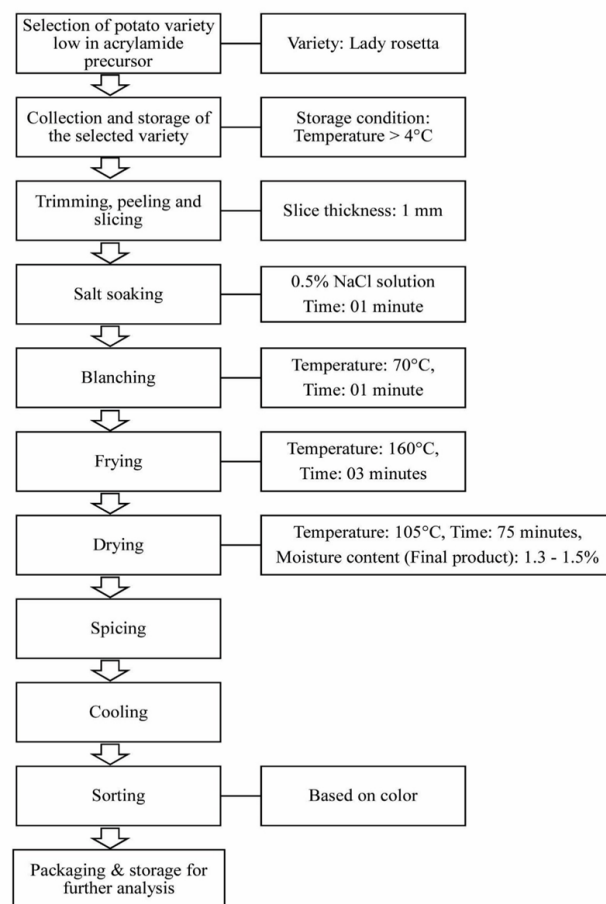 Selection of potato variety
low in acrylamide
precursor
Variety: Lady rosetta
Collection and storage of
the selected variety
Storage condition:
Temperature > 4°C
Trimming, peeling and
slicing
Slice thickness: 1 mm
Salt soaking
0.5% NaCl solution
Time: 01 minute
Blanching
Temperature: 70°C,
Time: 01 minute
Frying
Temperature: 160°C,
Time: 03 minutes
Drying
Temperature: 105°C, Time: 75 minutes,
Moisture content (Final product): 1.3 - 1.5%
Spicing
Cooling
Sorting
Based on color
Packaging & storage for
further analysis